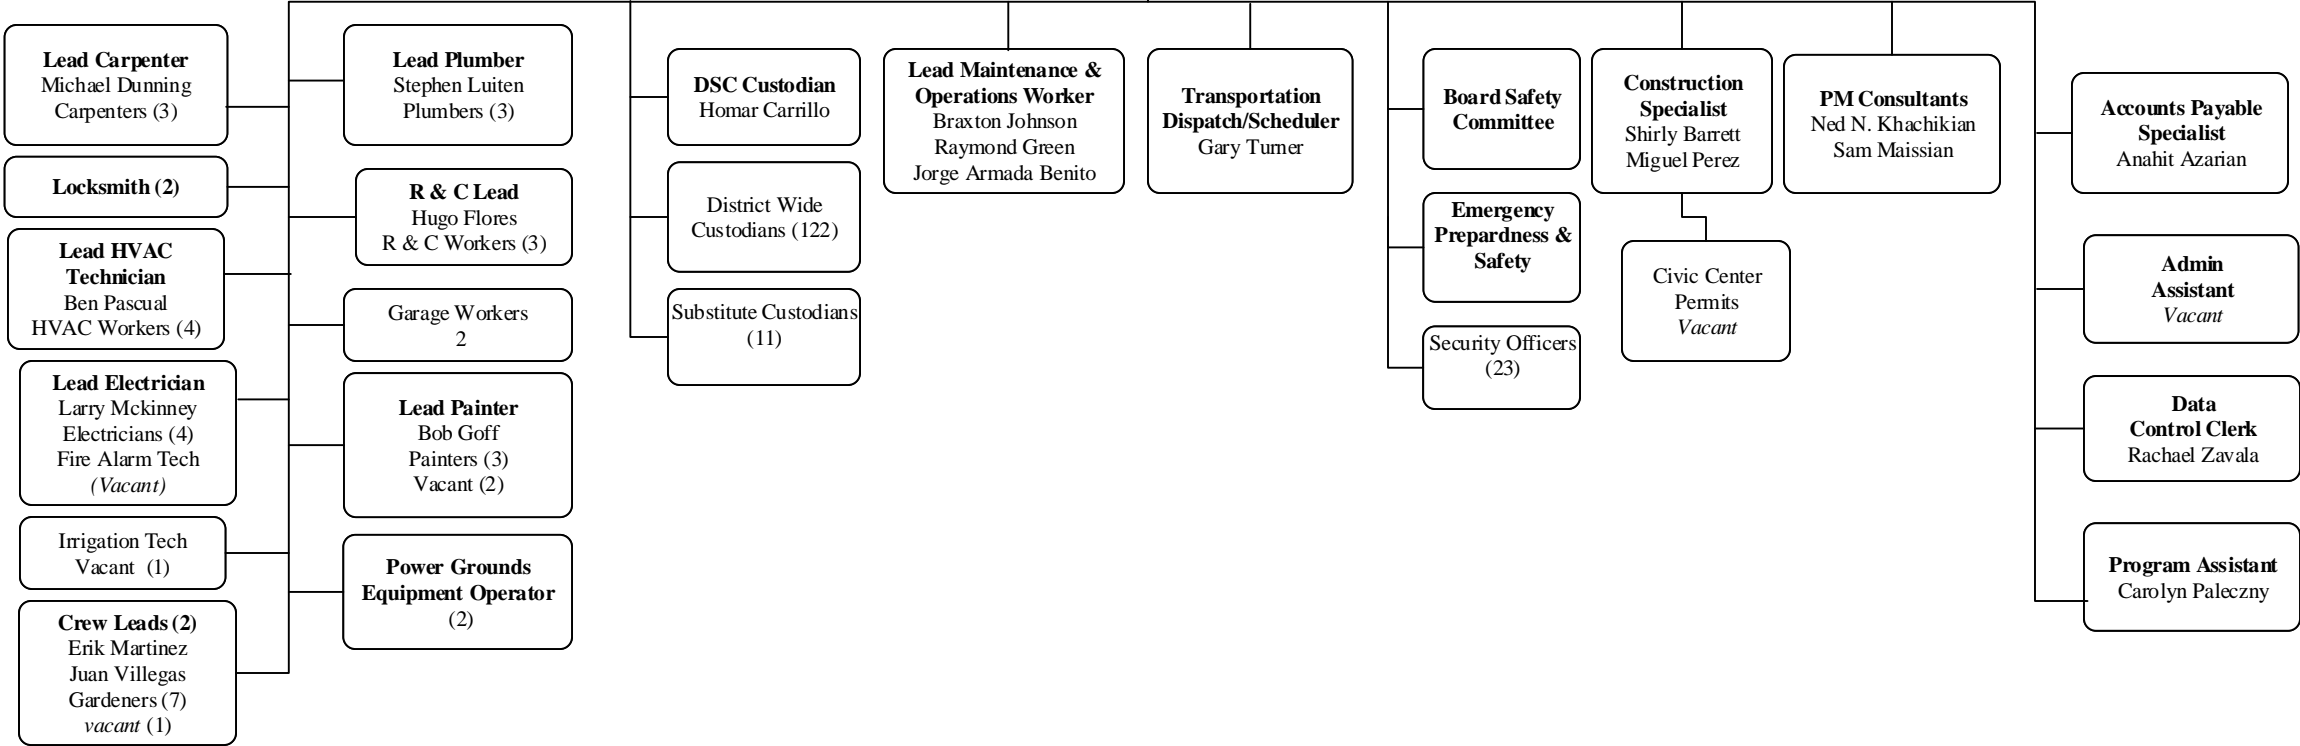 Lead Carpenter
Michael Dunning
Carpenters (3)
Locksmith (2)
Lead HVAC
Technician
Ben Pascual
HVAC Workers (4)
Lead Electrician
Larry Mckinney
Electricians (4)
Fire Alarm Tech
(Vacant)
Irrigation Tech
Vacant (1)
Crew Leads (2)
Erik Martinez
Juan Villegas
Gardeners (7)
vacant (1)
Lead Plumber
Stephen Luiten
Plumbers (3)
R & C Lead
Hugo Flores
R & C Workers (3)
Garage Workers
2
Lead Painter
Bob Goff
Painters (3)
Vacant (2)
Power Grounds
Equipment Operator
(2)
DSC Custodian
Homar Carrillo
District Wide
Custodians (122)
Substitute Custodians
(11)
Lead Maintenance &
Operations Worker
Braxton Johnson
Raymond Green
Jorge Armada Benito
Transportation
Dispatch/Scheduler
Gary Turner
Board Safety
Committee
Emergency
Prepardness &
Safety
Security Officers
(23)
Construction
Specialist
Shirly Barrett
Miguel Perez
Civic Center
Permits
Vacant
PM Consultants
Ned N. Khachikian
Sam Maissian
Accounts Payable
Specialist
Anahit Azarian
Admin
Assistant
Vacant
Data
Control Clerk
Rachael Zavala
Program Assistant
Carolyn Paleczny